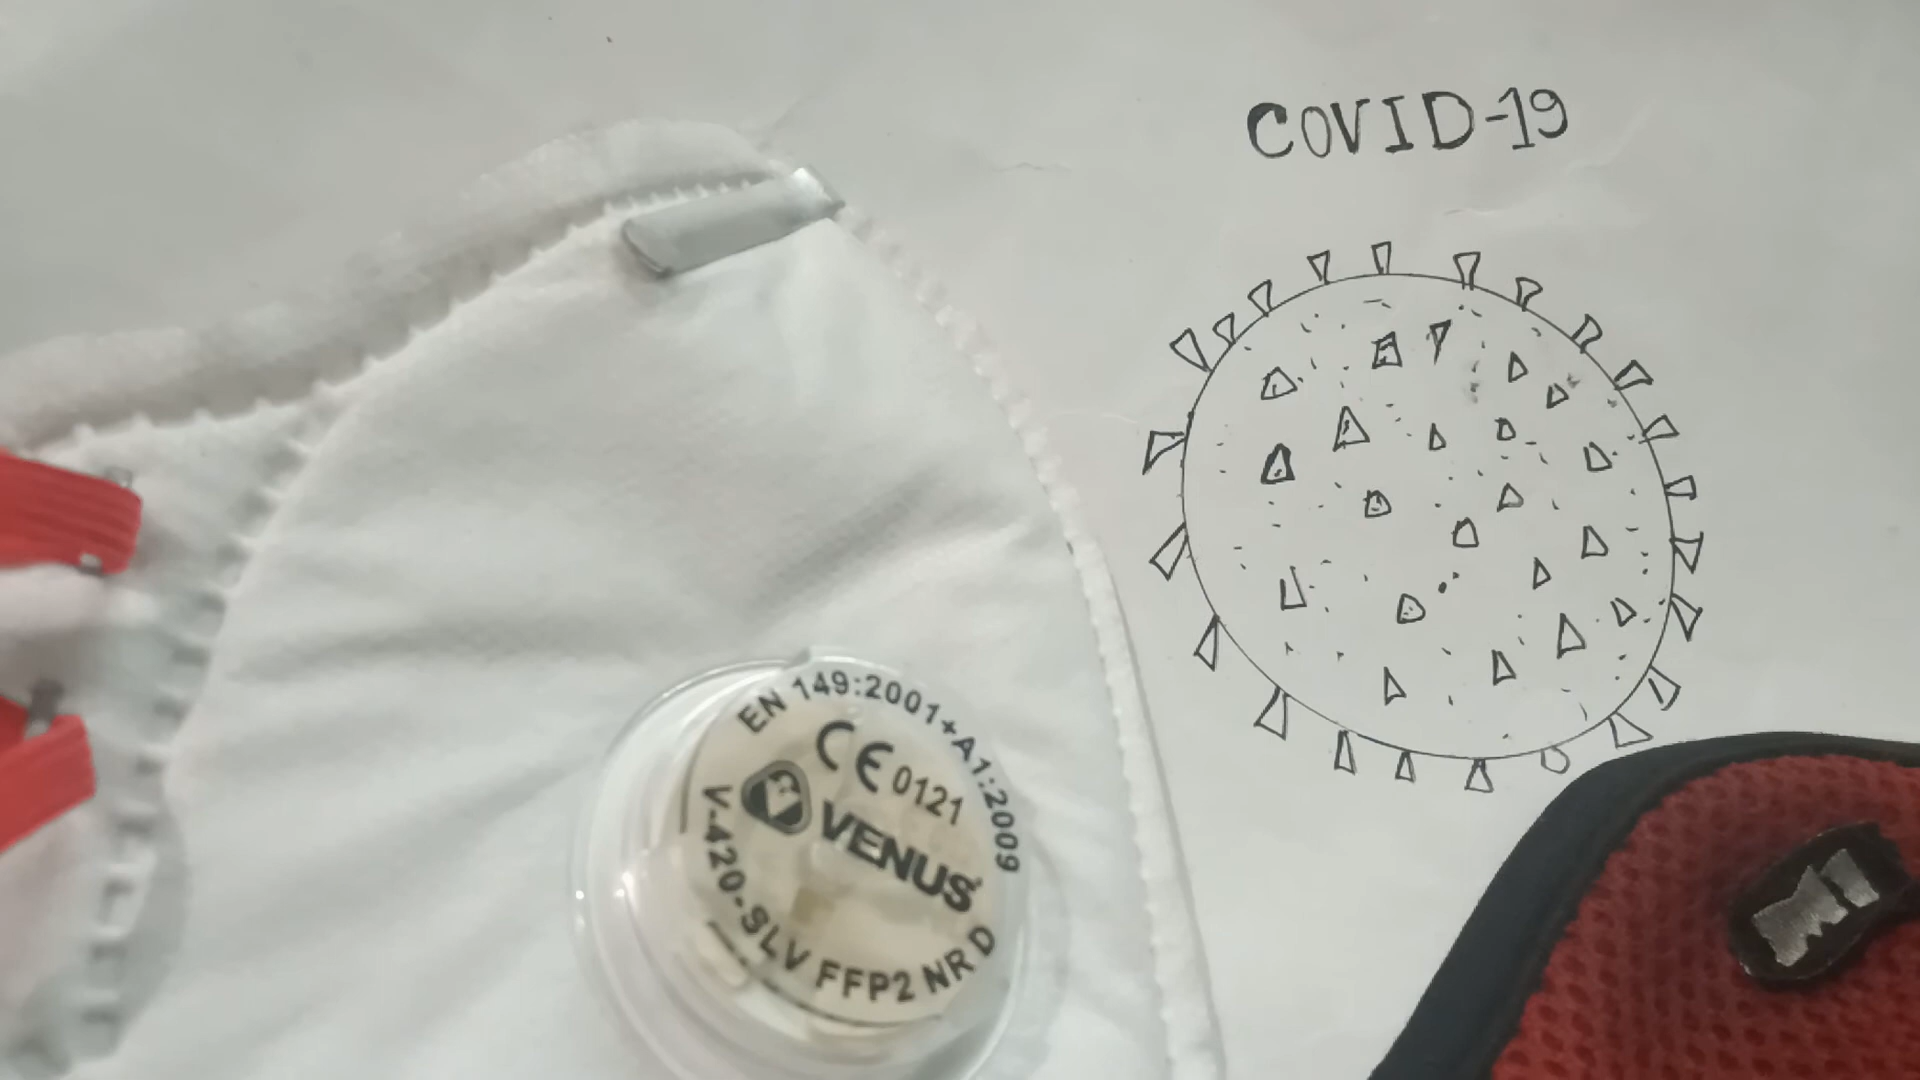 COVID-19
EN 149:2001+A1:2009
CE 0121
VENUS
V-420-SLV FFP2 NR D